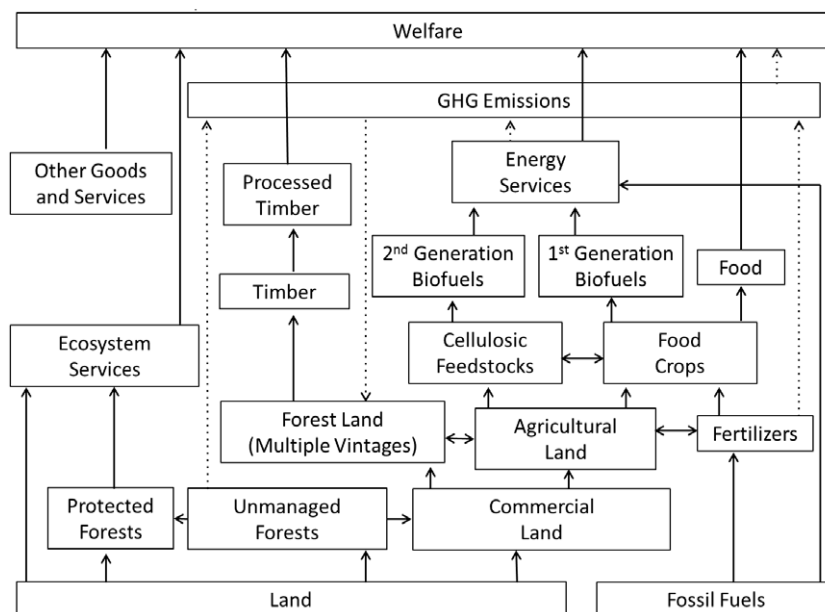 Welfare
GHG Emissions
Other Goods
and Services
Processed
Timber
Energy
Services
2nd Generation
Biofuels
1st Generation
Biofuels
Food
Timber
Ecosystem
Services
Cellulosic
Feedstocks
Food
Crops
Forest Land
(Multiple Vintages)
Agricultural
Land
Fertilizers
Protected
Forests
Unmanaged
Forests
Commercial
Land
Land
Fossil Fuels